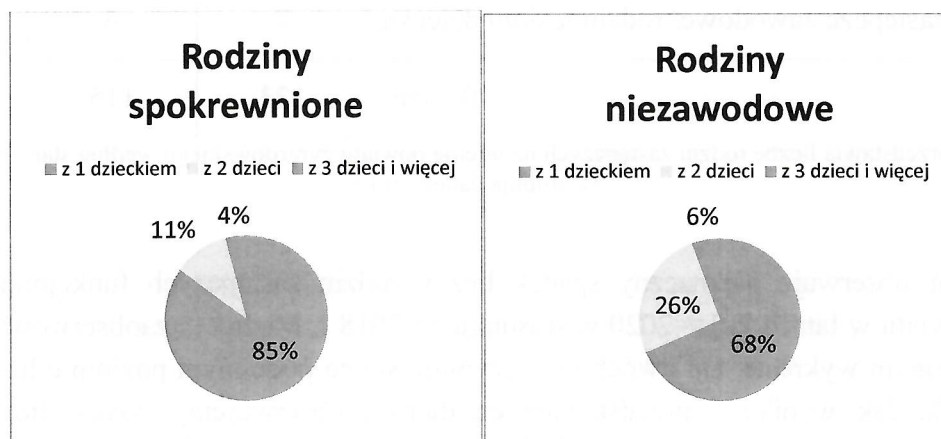 Rodziny
spokrewnione
z 1 dzieckiem z 2 dzieci z 3 dzieci i więcej
11%
4%
85%
Rodziny
niezawodowe
z 1 dzieckiem z 2 dzieci z 3 dzieci i więcej
6%
26%
68%